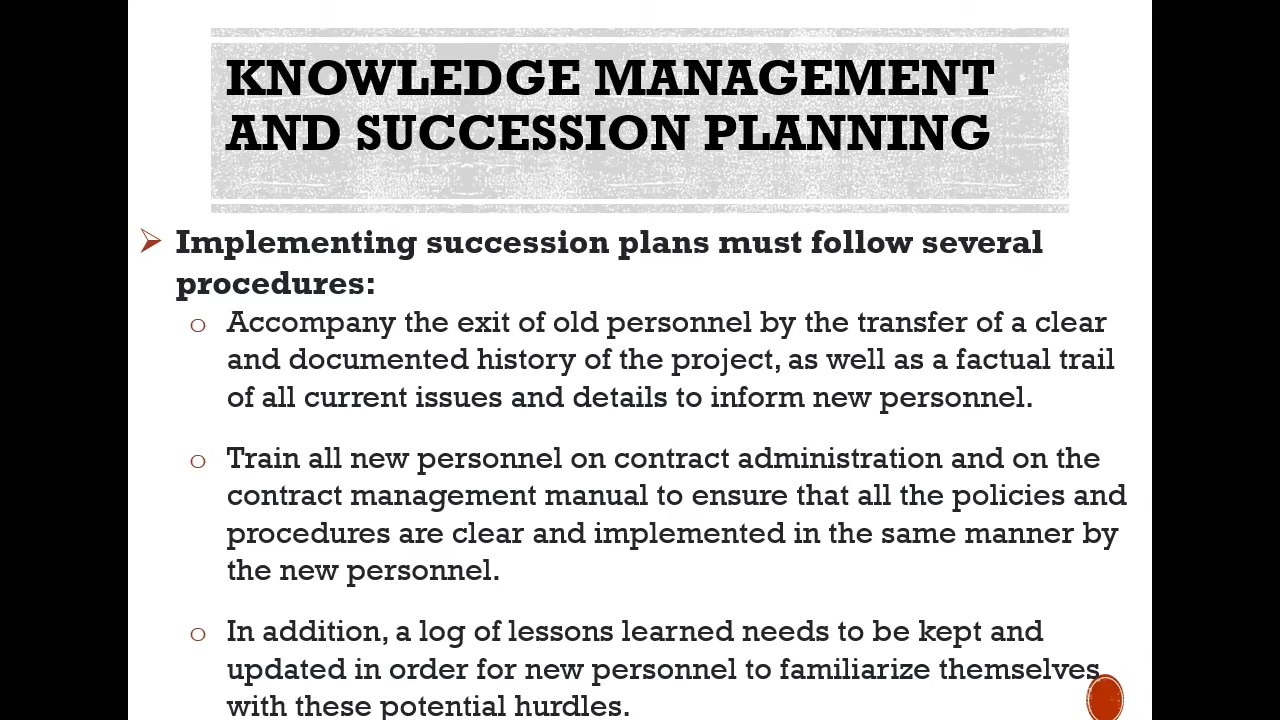 KNOWLEDGE MANAGEMENT
AND SUCCESSION PLANNING
Implementing succession plans must follow several
procedures:
o Accompany the exit of old personnel by the transfer of a clear
and documented history of the project, as well as a factual trail
of all current issues and details to inform new personnel.
o Train all new personnel on contract administration and on the
contract management manual to ensure that all the policies and
procedures are clear and implemented in the same manner by
the new personnel.
o In addition, a log of lessons learned needs to be kept and
updated in order for new personnel to familiarize themselves
with these potential hurdles.